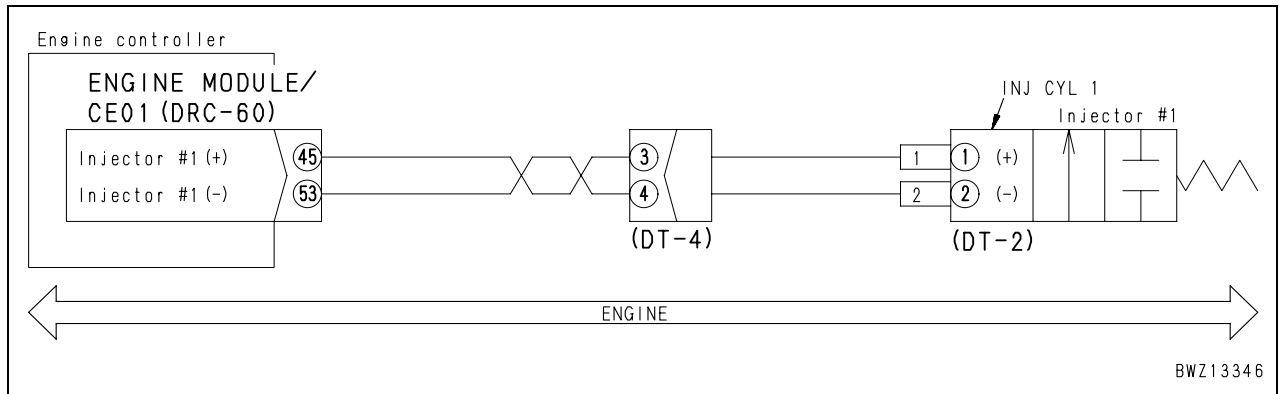 Engine controller
ENGINE MODULE/
CE01(DRC-60)
INJ CYL 1
Injector #1
Injector #1(+) 45 3 1 1 (+)
Injector #1(-) 53 4 2 2 (-)
(DT-4) (DT-2)
ENGINE
BWZ13346